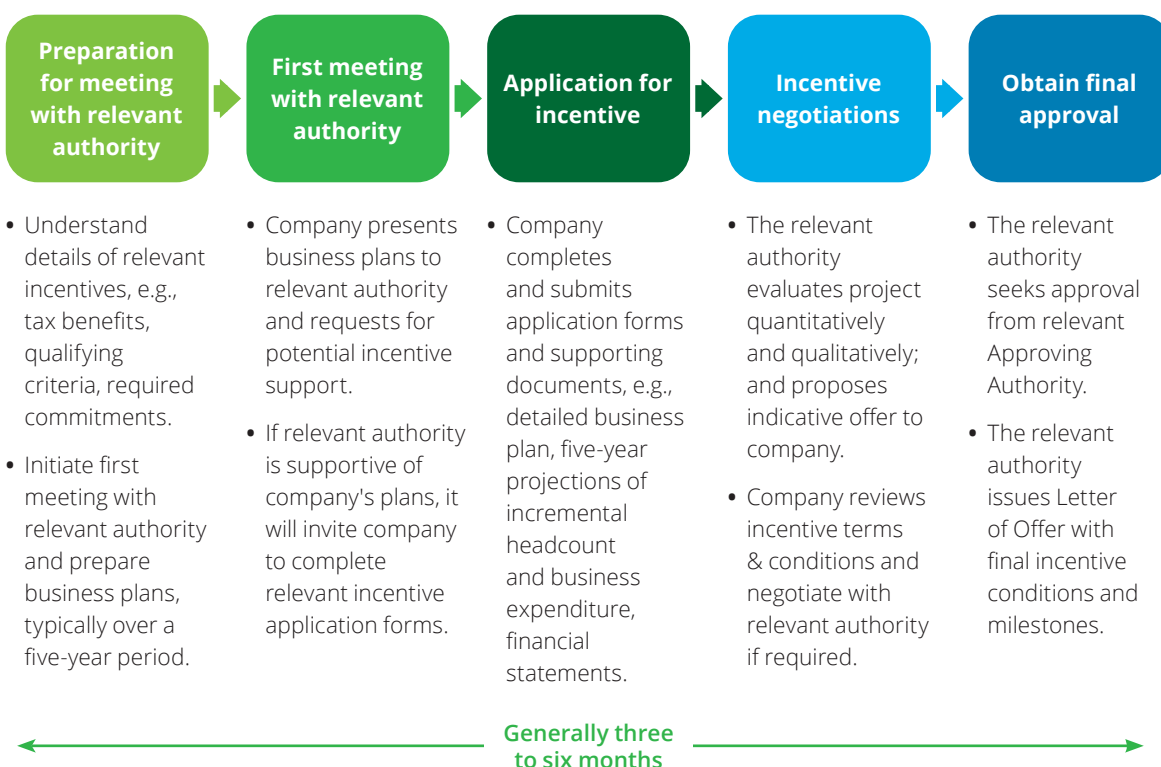 Preparation
for meeting
with relevant
authority
First meeting
with relevant
authority
Application for
incentive
Incentive
negotiations
Obtain final
approval
• Understand
details of relevant
incentives, e.g.,
tax benefits,
qualifying
criteria, required
commitments.
• Initiate first
meeting with
relevant authority
and prepare
business plans,
typically over a
five-year period.
• Company presents
business plans to
relevant authority
and requests for
potential incentive
support.
• If relevant authority
is supportive of
company's plans, it
will invite company
to complete
relevant incentive
application forms.
• Company
completes
and submits
application forms
and supporting
documents, e.g.,
detailed business
plan, five-year
projections of
incremental
headcount
and business
expenditure,
financial
statements.
• The relevant
authority
evaluates project
quantitatively
and qualitatively;
and proposes
indicative offer to
company.
• Company reviews
incentive terms
& conditions and
negotiate with
relevant authority
if required.
• The relevant
authority
seeks approval
from relevant
Approving
Authority.
• The relevant
authority
issues Letter
of Offer with
final incentive
conditions and
milestones.
Generally three
to six months